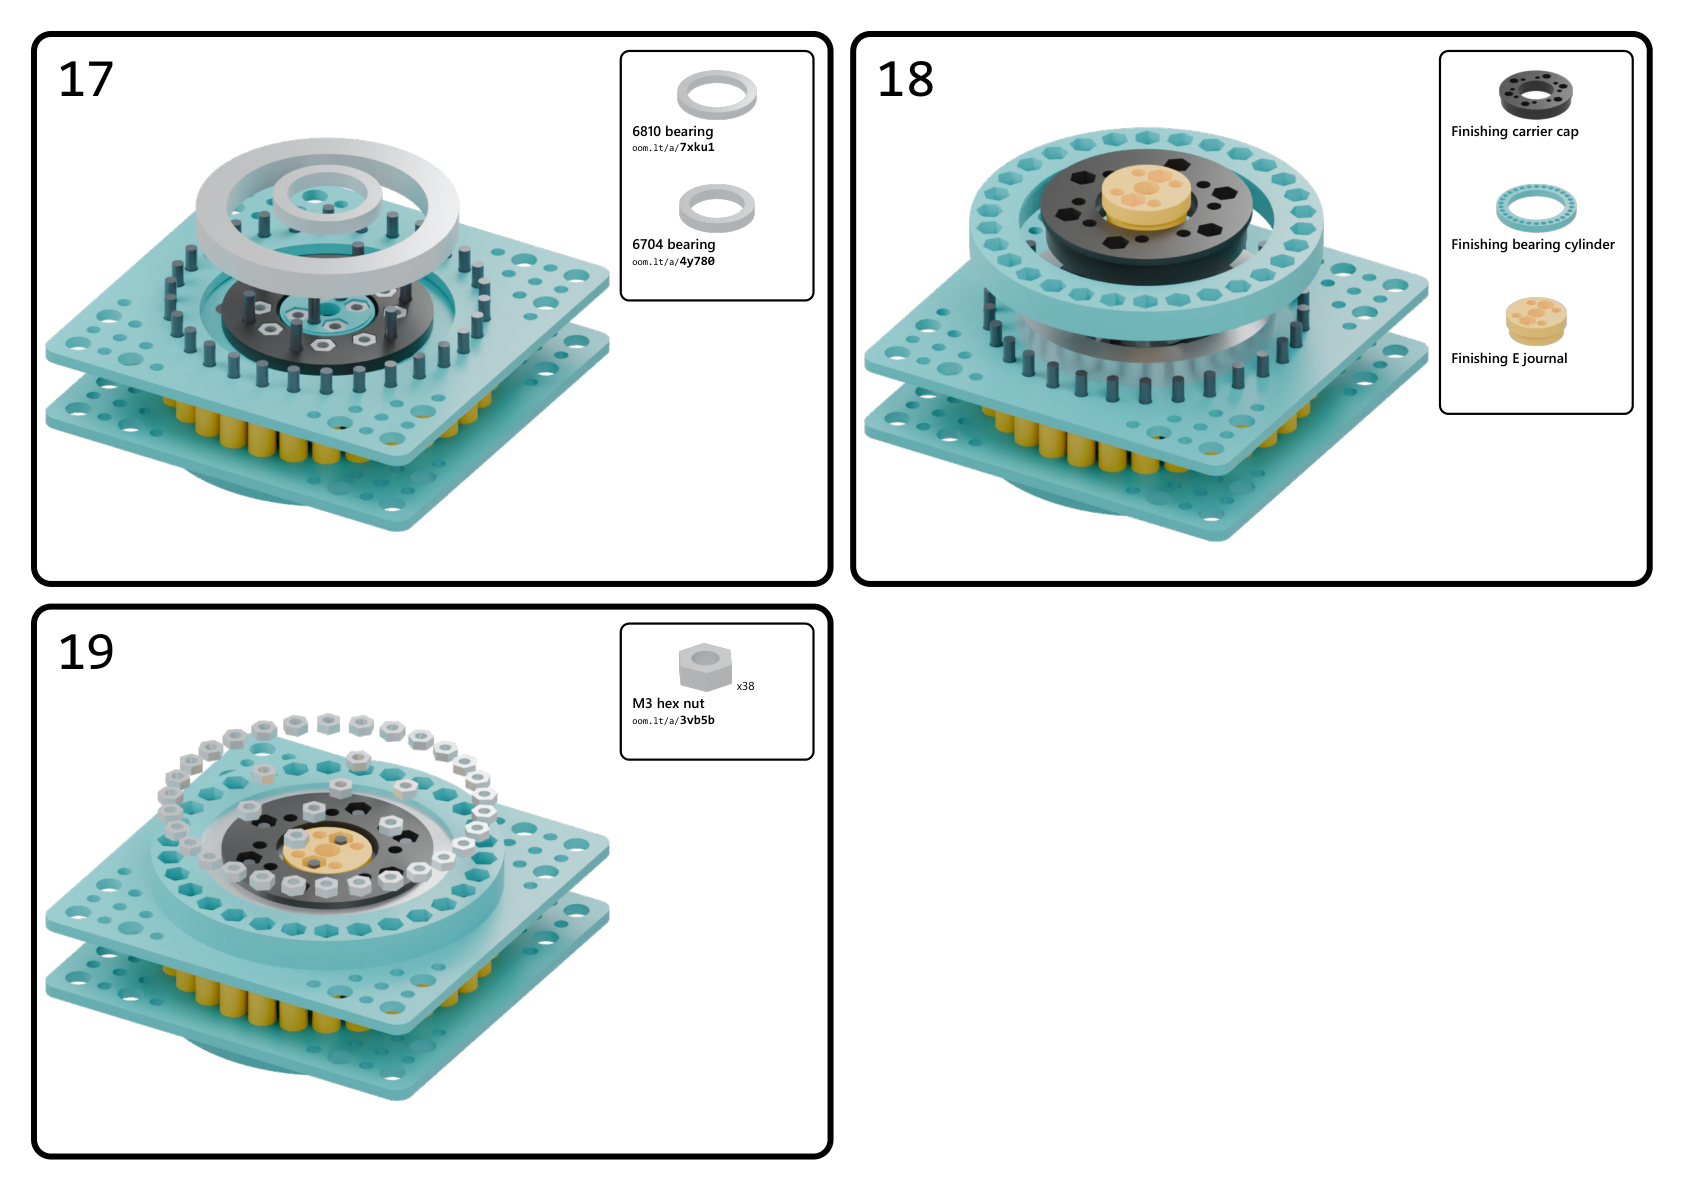 17
6810 bearing
oom.lt/a/7xku1
6704 bearing
oom.lt/a/4y780
18
Finishing carrier cap
Finishing bearing cylinder
Finishing E journal
19
x38
M3 hex nut
oom.lt/a/3vb5b